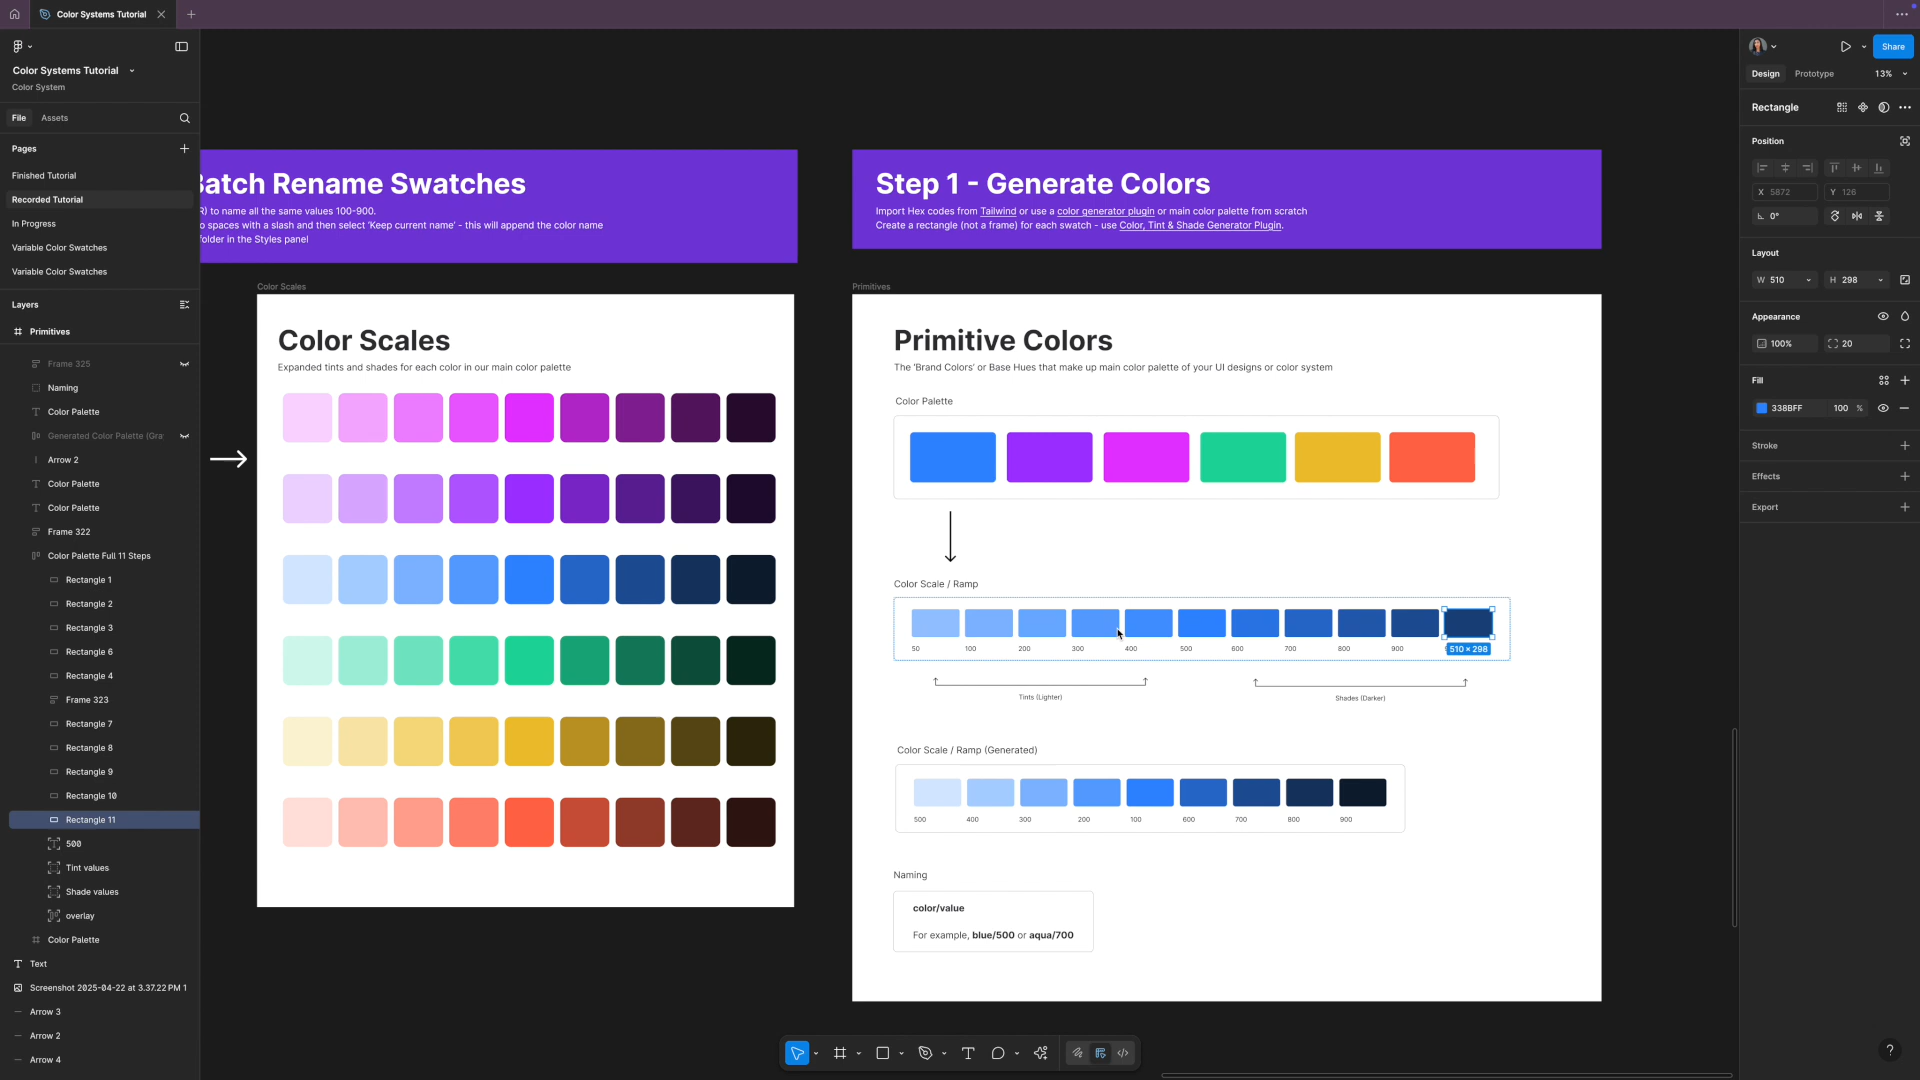 Color Systems Tutorial
Share
Color Systems Tutorial
Color System
Design
Prototype
13%
File
Assets
Rectangle
Pages
Position
Finished Tutorial
Recorded Tutorial
In Progress
Variable Color Swatches
Variable Color Swatches
X 5872
Y 126
0°
Layout
W 510
H 298
Layers
Appearance
Primitives
100%
20
Frame 325
Naming
Color Palette
Generated Color Palette (Gra
Arrow 2
Color Palette
Color Palette
Frame 322
Color Palette Full 11 Steps
Rectangle 1
Rectangle 2
Rectangle 3
Rectangle 6
Rectangle 4
Frame 323
Rectangle 7
Rectangle 8
Rectangle 9
Rectangle 10
Rectangle 11
500
Tint values
Shade values
overlay
Color Palette
Text
Screenshot 2025-04-22 at 3.37.22 PM 1
Arrow 3
Arrow 2
Arrow 4
Fill
338BFF 100 %
Stroke
Effects
Export
Batch Rename Swatches
R) to name all the same values 100-900.
o spaces with a slash and then select ‘Keep current name’ - this will append the color name
folder in the Styles panel
Color Scales
Color Scales
Expanded tints and shades for each color in our main color palette
Step 1 - Generate Colors
Import Hex codes from Tailwind or use a color generator plugin or main color palette from scratch
Create a rectangle (not a frame) for each swatch - use Color, Tint & Shade Generator Plugin.
Primitives
Primitive Colors
The ‘Brand Colors’ or Base Hues that make up main color palette of your UI designs or color system
Color Palette
Color Scale / Ramp
50 100 200 300 400 500 600 700 800 900
510 × 298
Tints (Lighter)
Shades (Darker)
Color Scale / Ramp (Generated)
500 400 300 200 100 600 700 800 900
Naming
color/value
For example, blue/500 or aqua/700
?